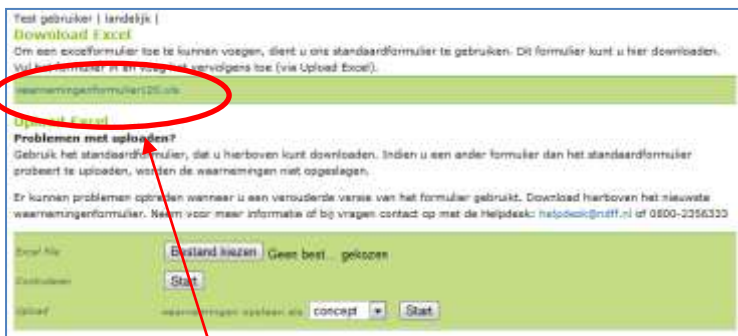 Test gebruiker | landelijk |
Download Excel
Om een excelformulier toe te kunnen voegen, dient u ons standaardformulier te gebruiken. Dit formulier kunt u hier downloaden.
Vul het formulier in en voeg het vervolgens toe (via Upload Excel).
Upload Excel
Problemen met uploaden?
Gebruik het standaardformulier, dat u hierboven kunt downloaden. Indien u een ander formulier dan het standaardformulier
probeert te uploaden, worden de waarnemingen niet opgeslagen.
Er kunnen problemen optreden wanneer u een verouderde versie van het formulier gebruikt. Download hierboven het nieuwste
waarnemingenformulier. Neem voor meer informatie of bij vragen contact op met de Helpdesk: helpdesk@ndff.nl of 0800-2356333
Excel file Bestand kiezen Geen best... gekozen
Controleren Start
Upload waarnemingen opslaan als concept Start